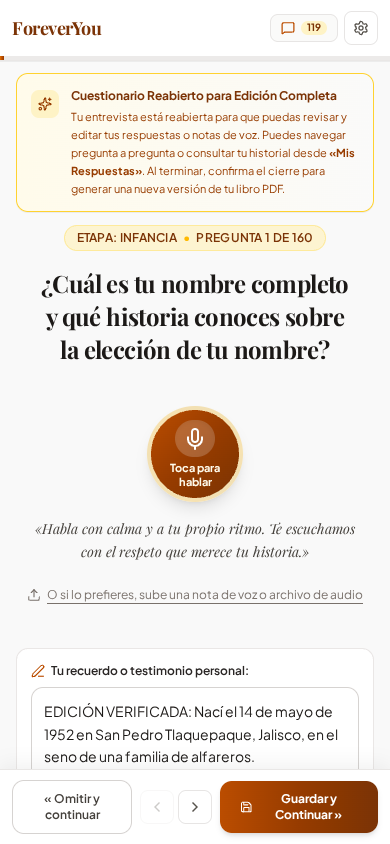 ForeverYou
119
Cuestionario Reabierto para Edición Completa
Tu entrevista está reabierta para que puedas revisar y
editar tus respuestas o notas de voz. Puedes navegar
pregunta a pregunta o consultar tu historial desde «Mis
Respuestas». Al terminar, confirma el cierre para
generar una nueva versión de tu libro PDF.
ETAPA: INFANCIA • PREGUNTA 1 DE 160
¿Cuál es tu nombre completo
y qué historia conoces sobre
la elección de tu nombre?
Toca para
hablar
«Habla con calma y a tu propio ritmo. Te escuchamos
con el respeto que merece tu historia.»
O si lo prefieres, sube una nota de voz o archivo de audio
Tu recuerdo o testimonio personal:
EDICIÓN VERIFICADA: Nací el 14 de mayo de
1952 en San Pedro Tlaquepaque, Jalisco, en el
seno de una familia de alfareros.
« Omitir y
continuar
Guardar y
Continuar »